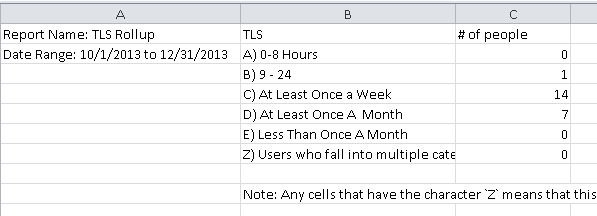 A B C
Report Name: TLS Rollup TLS # of people
Date Range: 10/1/2013 to 12/31/2013 A) 0-8 Hours 0
B) 9 - 24 1
C) At Least Once a Week 14
D) At Least Once A  Month 7
E) Less Than Once A Month 0
Z) Users who fall into multiple cate 0
Note: Any cells that have the character `Z` means that this